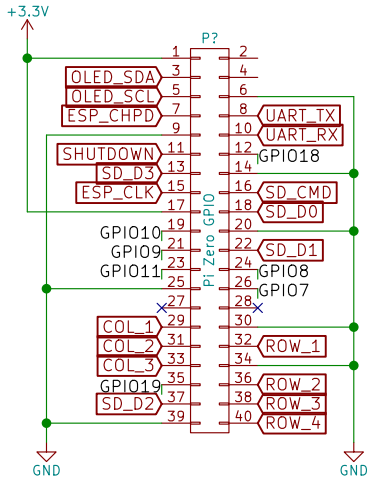 +3.3V
P?
1 2
OLED_SDA 3 4
OLED_SCL 5 6
ESP_CHPD 7 8 UART_TX
9 10 UART_RX
SHUTDOWN 11 12 GPIO18
SD_D3 13 14
ESP_CLK 15 16 SD_CMD
17 18 SD_D0
GPIO10 19 20
GPIO9 21 22 SD_D1
GPIO11 23 24 GPIO8
25 26 GPIO7
27 28
COL_1 29 30
COL_2 31 32 ROW_1
COL_3 33 34
GPIO19 35 36 ROW_2
SD_D2 37 38 ROW_3
39 40 ROW_4
Pi Zero GPIO
GND GND